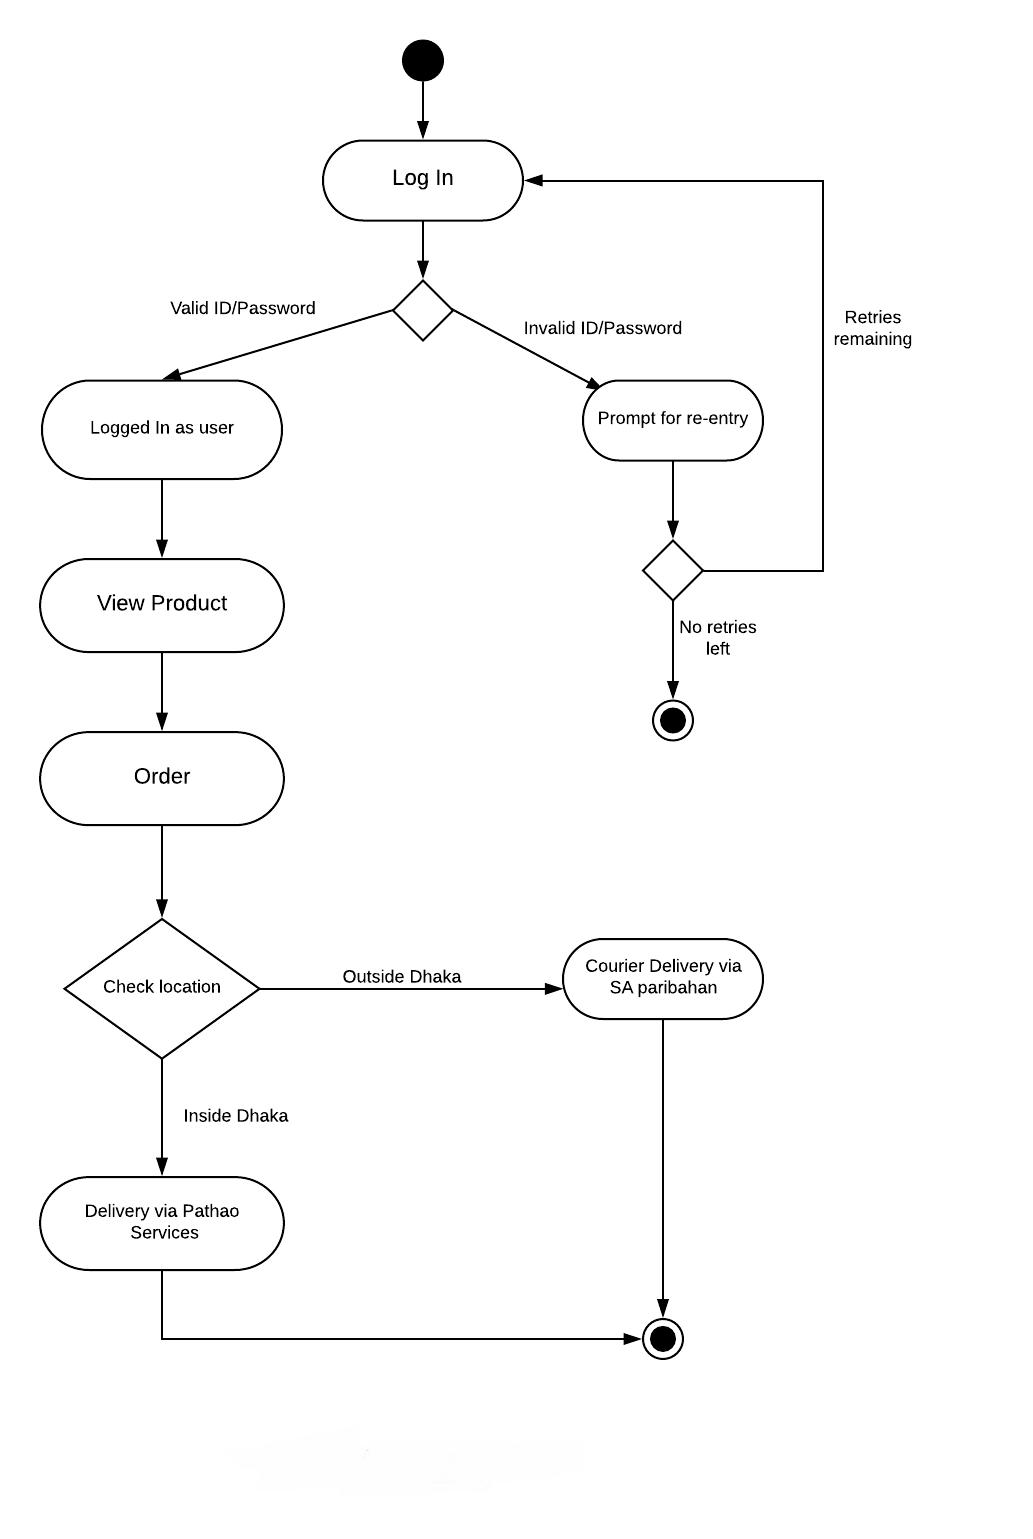 Log In
Valid ID/Password
Invalid ID/Password
Retries
remaining
Logged In as user
Prompt for re-entry
View Product
No retries
left
Order
Check location
Outside Dhaka
Courier Delivery via
SA paribahan
Inside Dhaka
Delivery via Pathao
Services